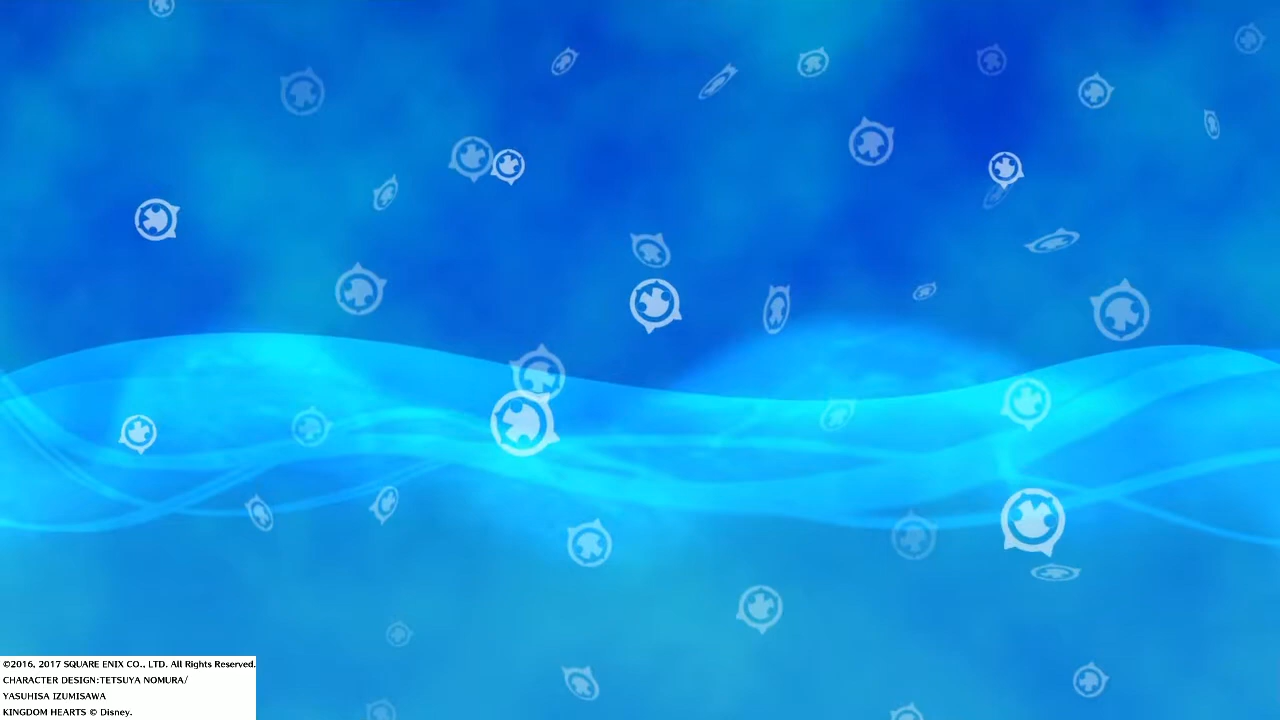 ©2016, 2017 SQUARE ENIX CO., LTD. All Rights Reserved.
CHARACTER DESIGN:TETSUYA NOMURA/
YASUHISA IZUMISAWA
KINGDOM HEARTS © Disney.